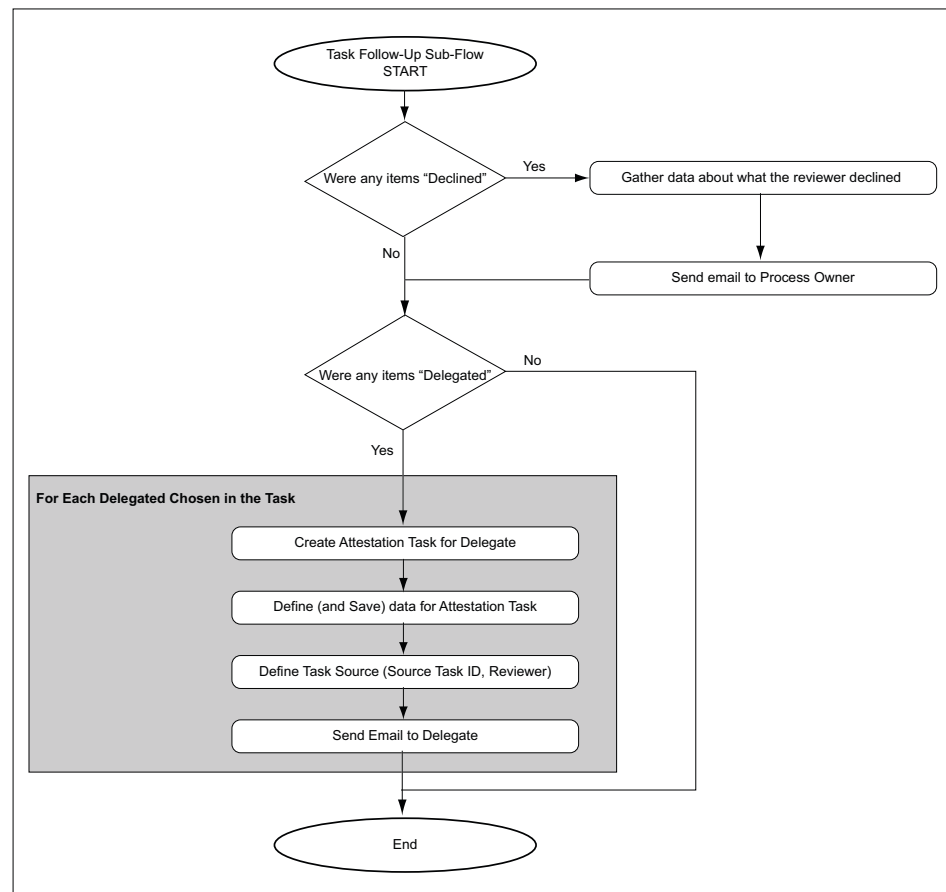 Task Follow-Up Sub-Flow
START
Were any items “Declined”
Yes
Gather data about what the reviewer declined
No
Send email to Process Owner
Were any items “Delegated”
No
Yes
For Each Delegated Chosen in the Task
Create Attestation Task for Delegate
Define (and Save) data for Attestation Task
Define Task Source (Source Task ID, Reviewer)
Send Email to Delegate
End